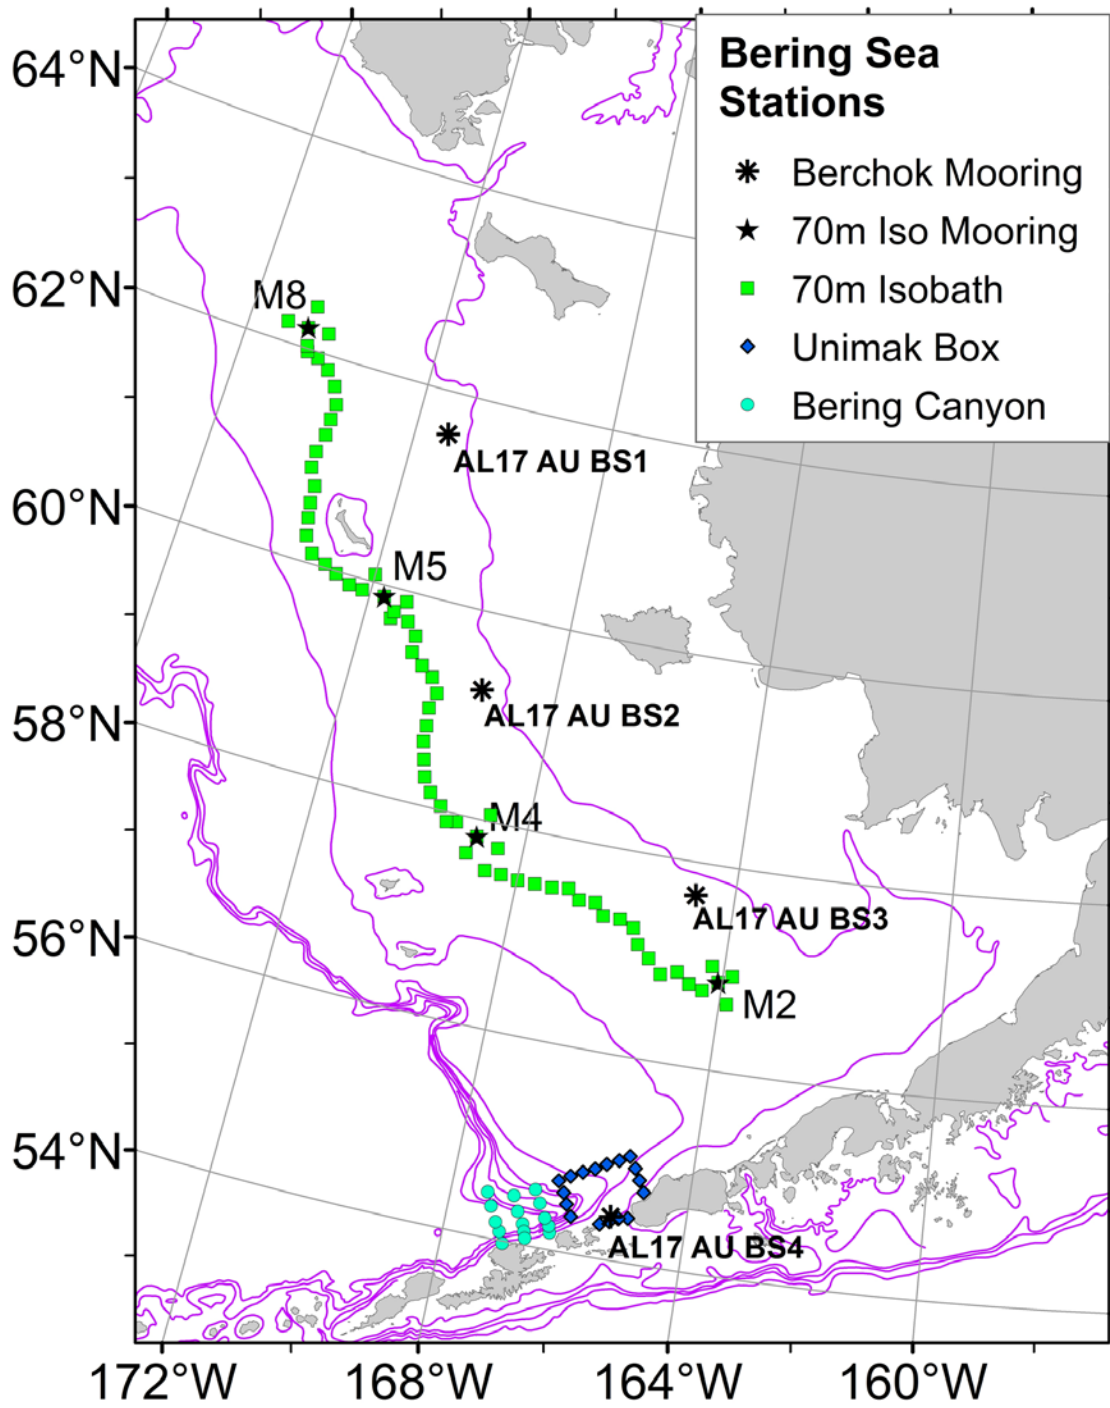 64°N
62°N
60°N
58°N
56°N
54°N
172°W
168°W
164°W
160°W
Bering Sea
Stations
Berchok Mooring
70m Iso Mooring
70m Isobath
Unimak Box
Bering Canyon
M8
AL17 AU BS1
M5
AL17 AU BS2
M4
AL17 AU BS3
M2
AL17 AU BS4